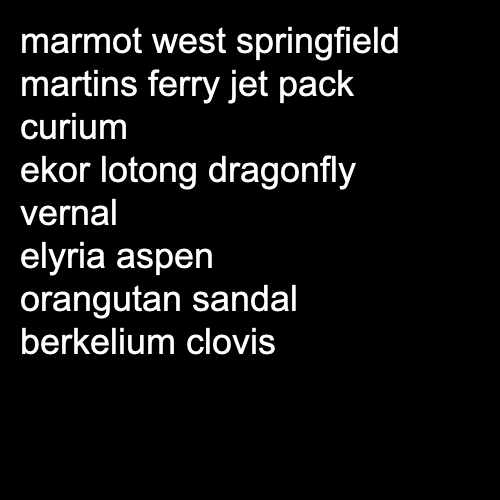 marmot west springfield
martins ferry jet pack
curium
ekor lotong dragonfly
vernal
elyria aspen
orangutan sandal
berkelium clovis